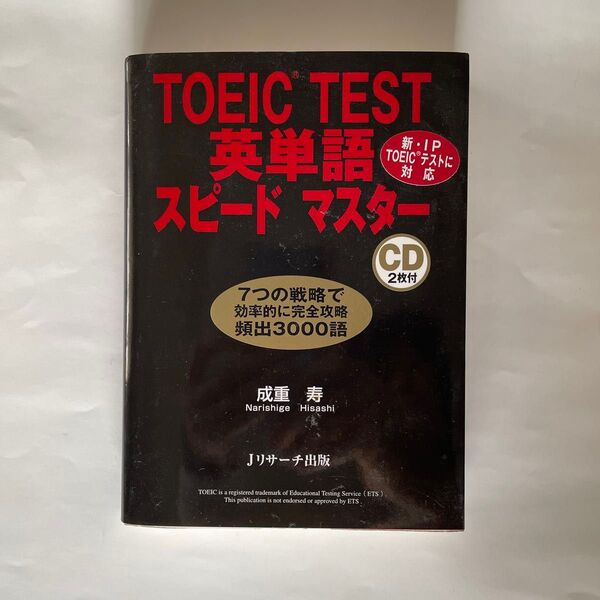 TOEIC® TEST
英単語
スピード マスター
新・IP
TOEIC®テストに
対応
CD
2枚付
7つの戦略で
効率的に完全攻略
頻出3000語
成重 寿
Narishige Hisashi
Jリサーチ出版
TOEIC is a registered trademark of Educational Testing Service (ETS).
This publication is not endorsed or approved by ETS.